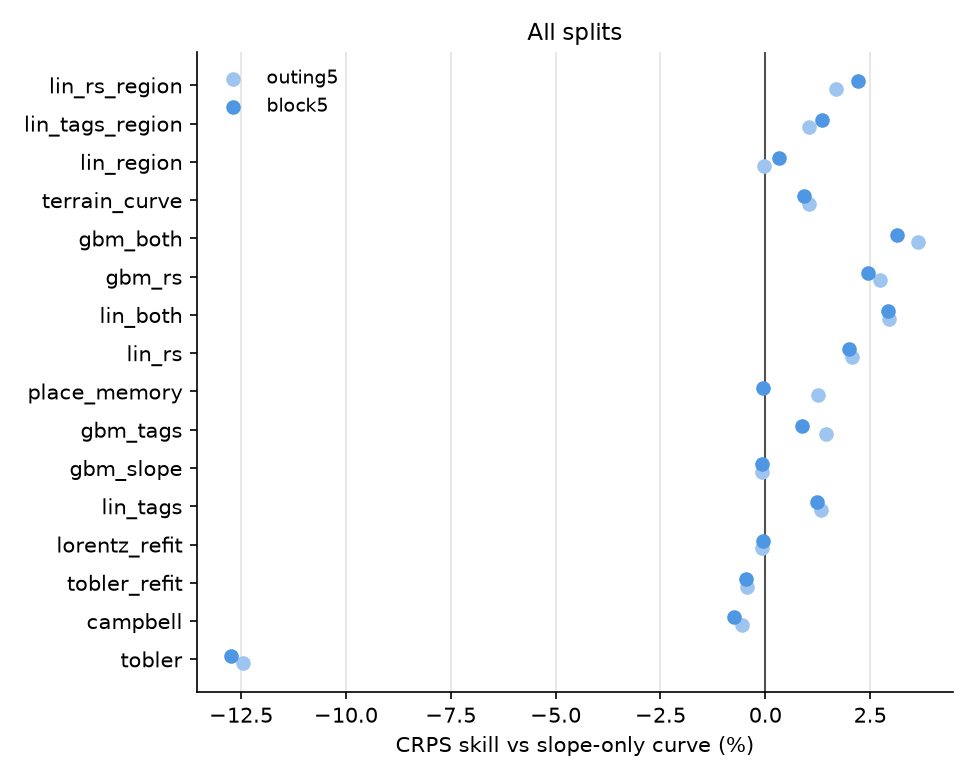 All splits
outing5
block5
lin_rs_region
lin_tags_region
lin_region
terrain_curve
gbm_both
gbm_rs
lin_both
lin_rs
place_memory
gbm_tags
gbm_slope
lin_tags
lorentz_refit
tobler_refit
campbell
tobler
−12.5 −10.0 −7.5 −5.0 −2.5 0.0 2.5
CRPS skill vs slope-only curve (%)